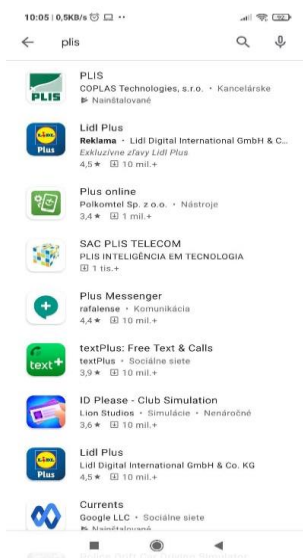 10:05 | 0,5KB/s
92
plis
PLIS
PLIS
COPLAS Technologies, s.r.o. • Kancelárske
Nainštalované
Lidl Plus
Reklama • Lidl Digital International GmbH & C...
Exkluzívne zľavy Lidl Plus
4,5 ★ 10 mil.+
Plus online
Polkomtel Sp. z o.o. • Nástroje
3,4 ★ 1 mil.+
SAC PLIS TELECOM
PLIS INTELIGÊNCIA EM TECNOLOGIA
1 tis.+
Plus Messenger
rafalense • Komunikácia
4,4 ★ 10 mil.+
text+
textPlus: Free Text & Calls
textPlus • Sociálne siete
3,9 ★ 10 mil.+
ID Please - Club Simulation
Lion Studios • Simulácie • Nenáročné
3,6 ★ 10 mil.+
Lidl Plus
Lidl Digital International GmbH & Co. KG
4,5 ★ 10 mil.+
Currents
Google LLC • Sociálne siete
Nainštalované